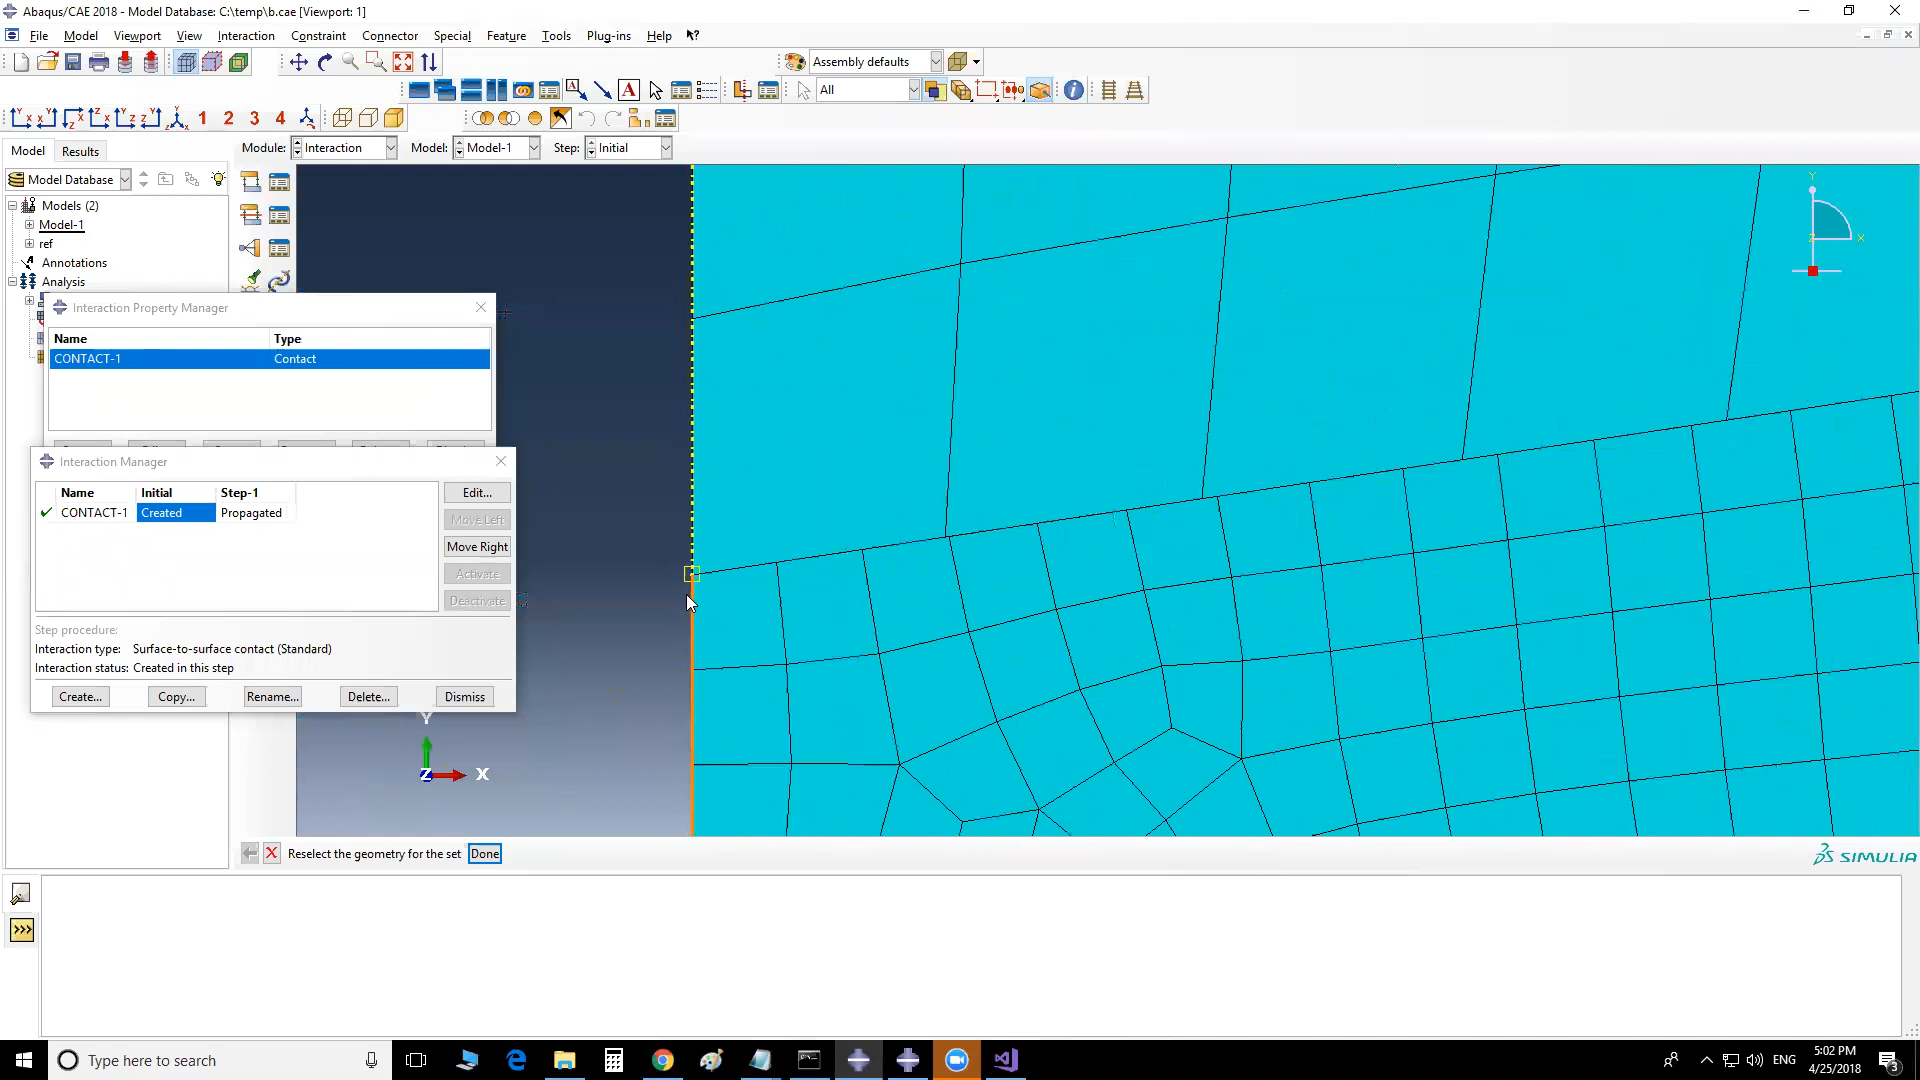 Abaqus/CAE 2018 - Model Database: C:\temp\b.cae [Viewport: 1]
File Model Viewport View Interaction Constraint Connector Special Feature Tools Plug-ins Help
Assembly defaults
All
1 2 3 4
Model Results
Module: Interaction Model: Model-1 Step: Initial
Model Database
Models (2)
Model-1
ref
Annotations
Analysis
Interaction Property Manager
Name Type
CONTACT-1 Contact
Interaction Manager
Name Initial Step-1
CONTACT-1 Created Propagated
Edit...
Move Left
Move Right
Activate
Deactivate
Step procedure:
Interaction type: Surface-to-surface contact (Standard)
Interaction status: Created in this step
Create... Copy... Rename... Delete... Dismiss
Y
Z
X
Y
X
Z
Reselect the geometry for the set Done
SIMULIA
>>>
Type here to search
ENG
5:02 PM
4/25/2018
3